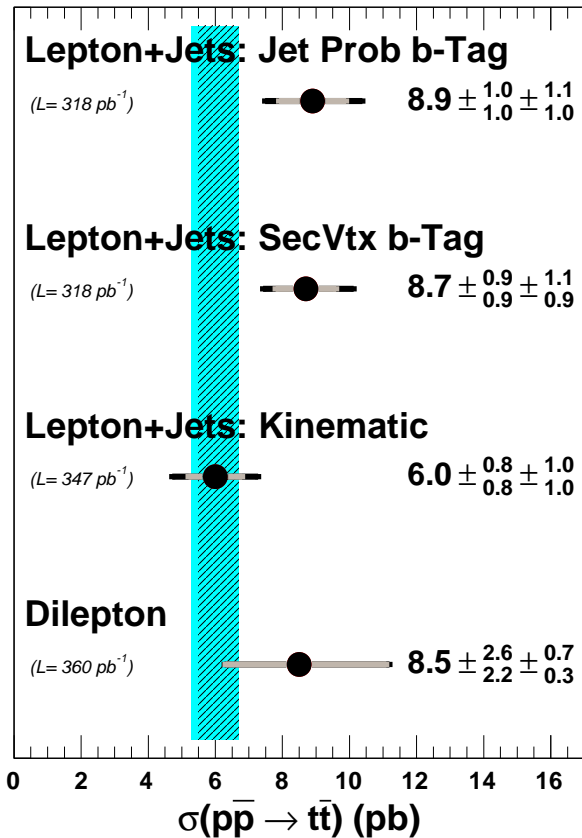 Lepton+Jets: Jet Prob b-Tag
(L= 318 pb⁻¹) 8.9 ± 1.0 1.0 ± 1.1 1.0
Lepton+Jets: SecVtx b-Tag
(L= 318 pb⁻¹) 8.7 ± 0.9 0.9 ± 1.1 0.9
Lepton+Jets: Kinematic
(L= 347 pb⁻¹) 6.0 ± 0.8 0.8 ± 1.0 1.0
Dilepton
(L= 360 pb⁻¹) 8.5 ± 2.6 2.2 ± 0.7 0.3
0 2 4 6 8 10 12 14 16
σ(pp̅ → tt̅) (pb)